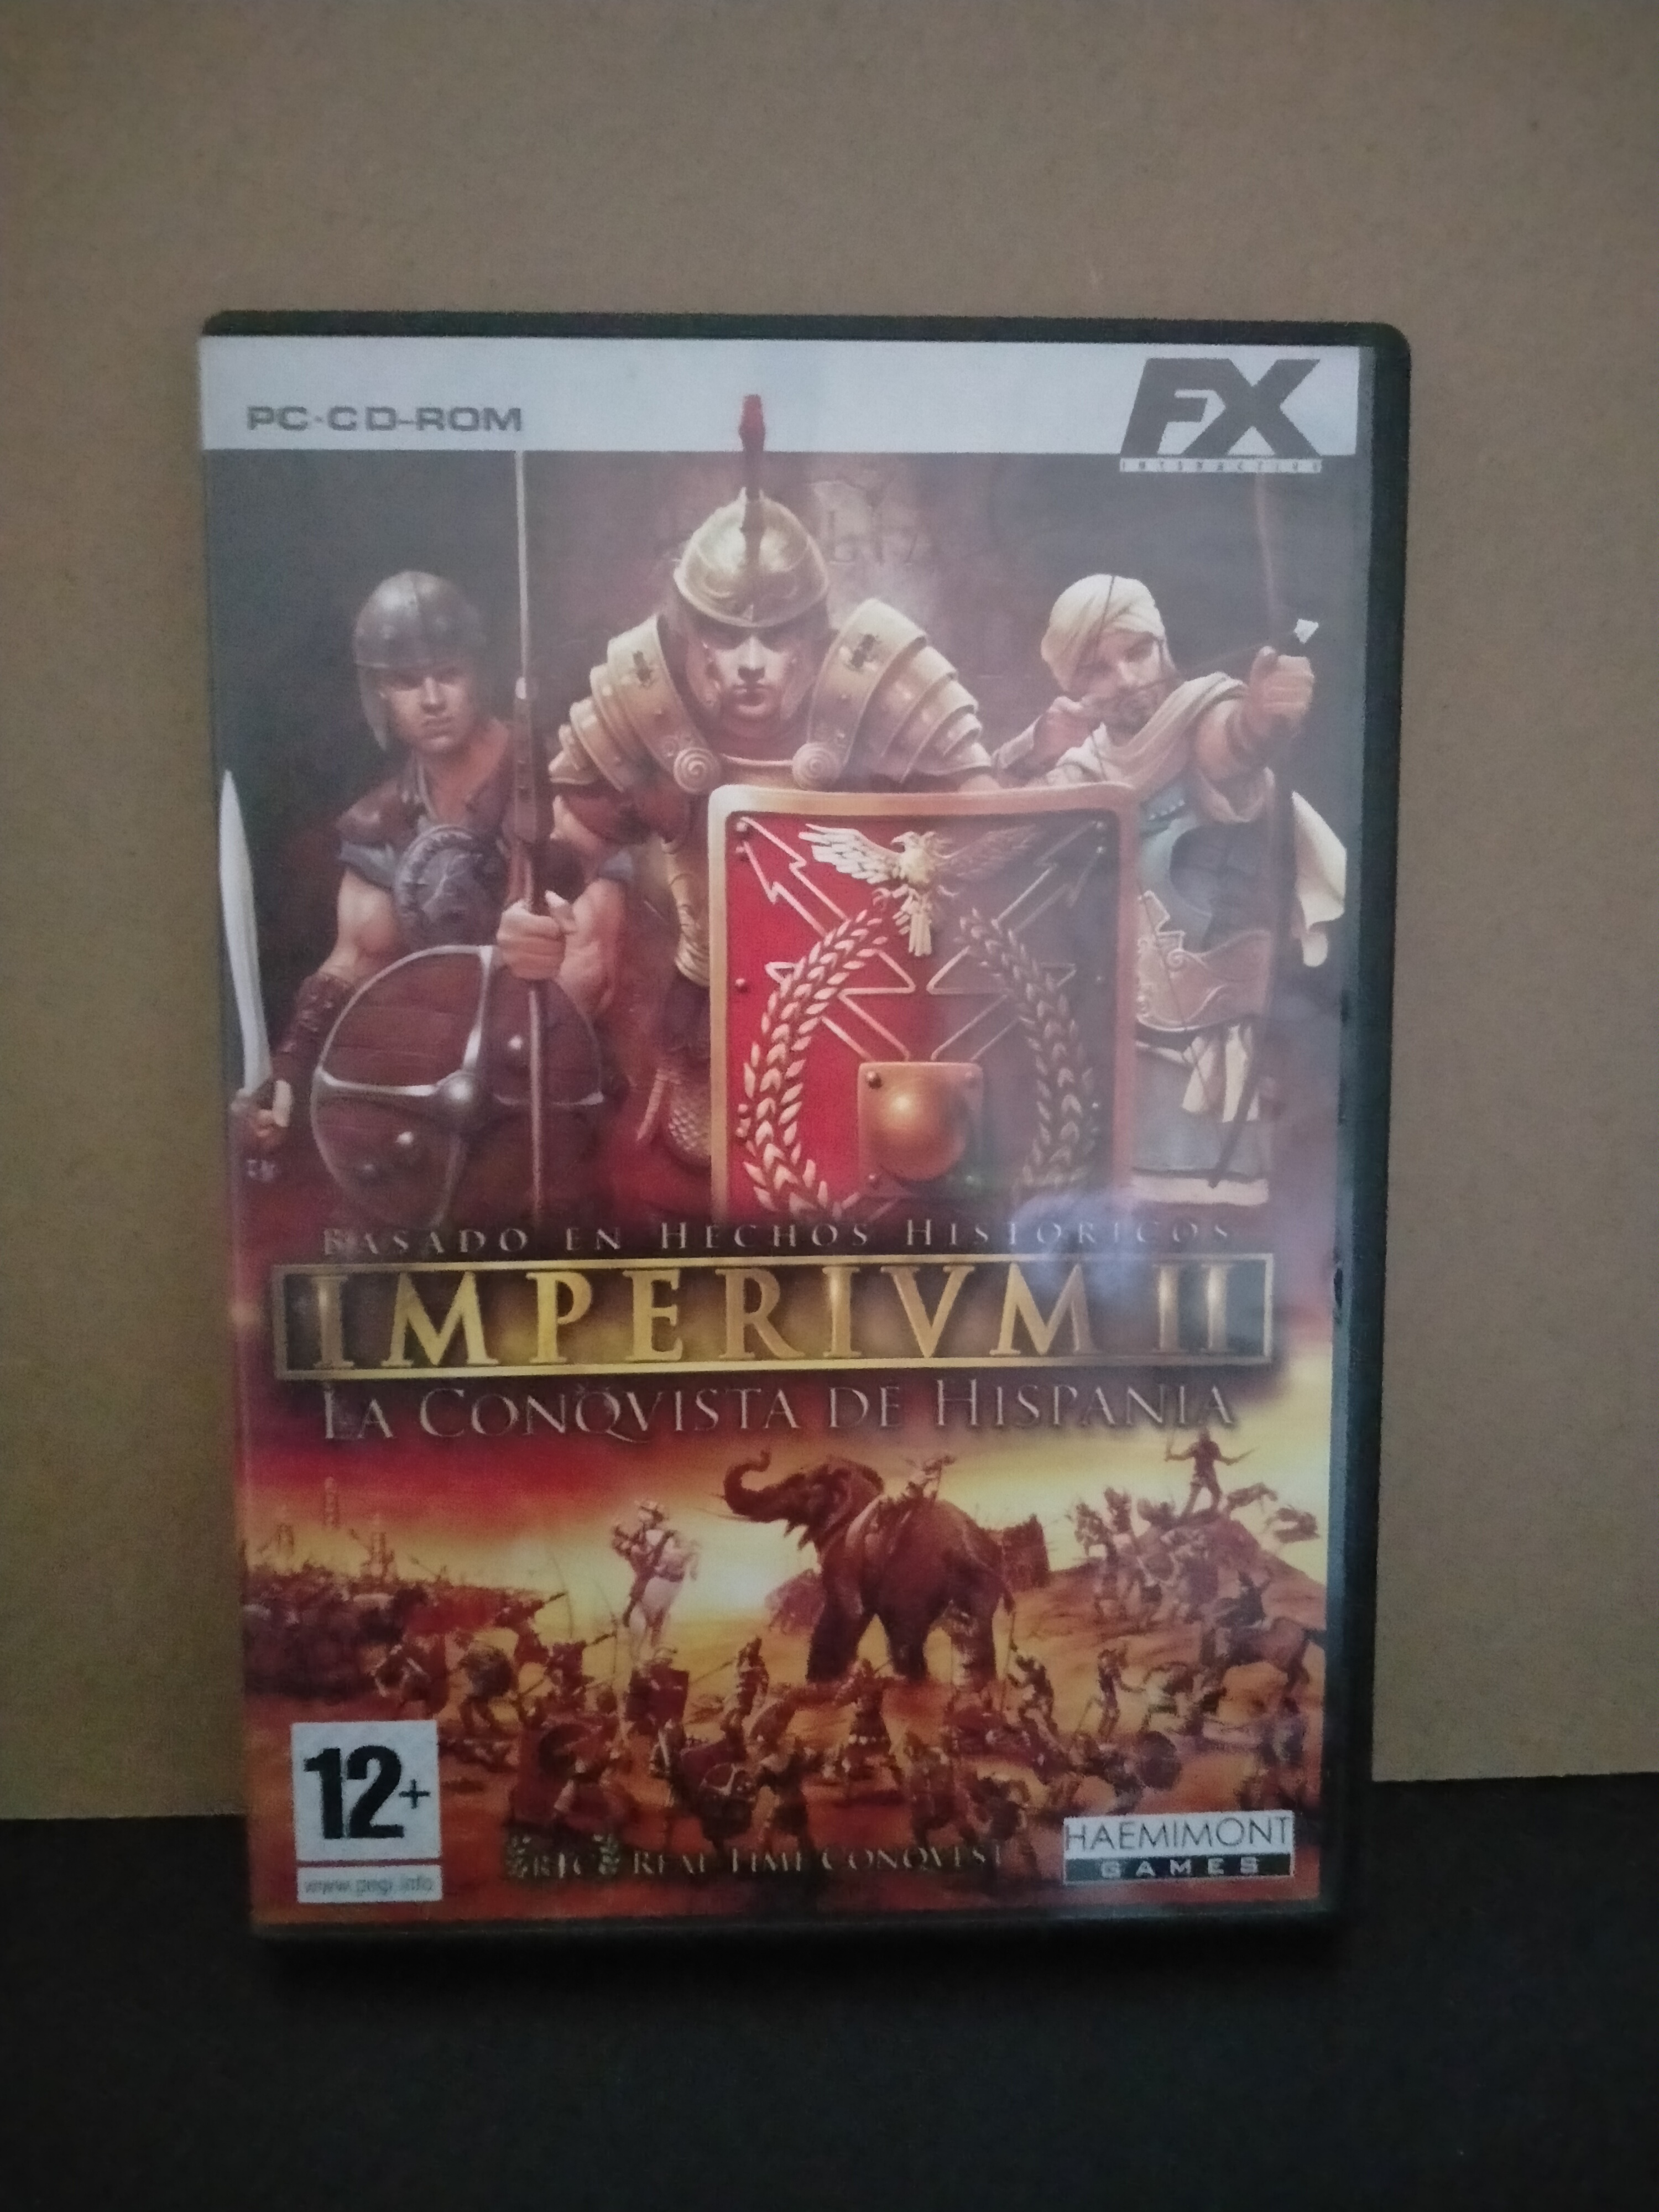 PC-CD-ROM
FX
INTERACTIVE
BASADO EN HECHOS HISTORICOS
IMPERIVM II
LA CONQVISTA DE HISPANIA
12+
www.pegi.info
RTC REAL TIME CONQVEST
HAEMIMONT
GAMES